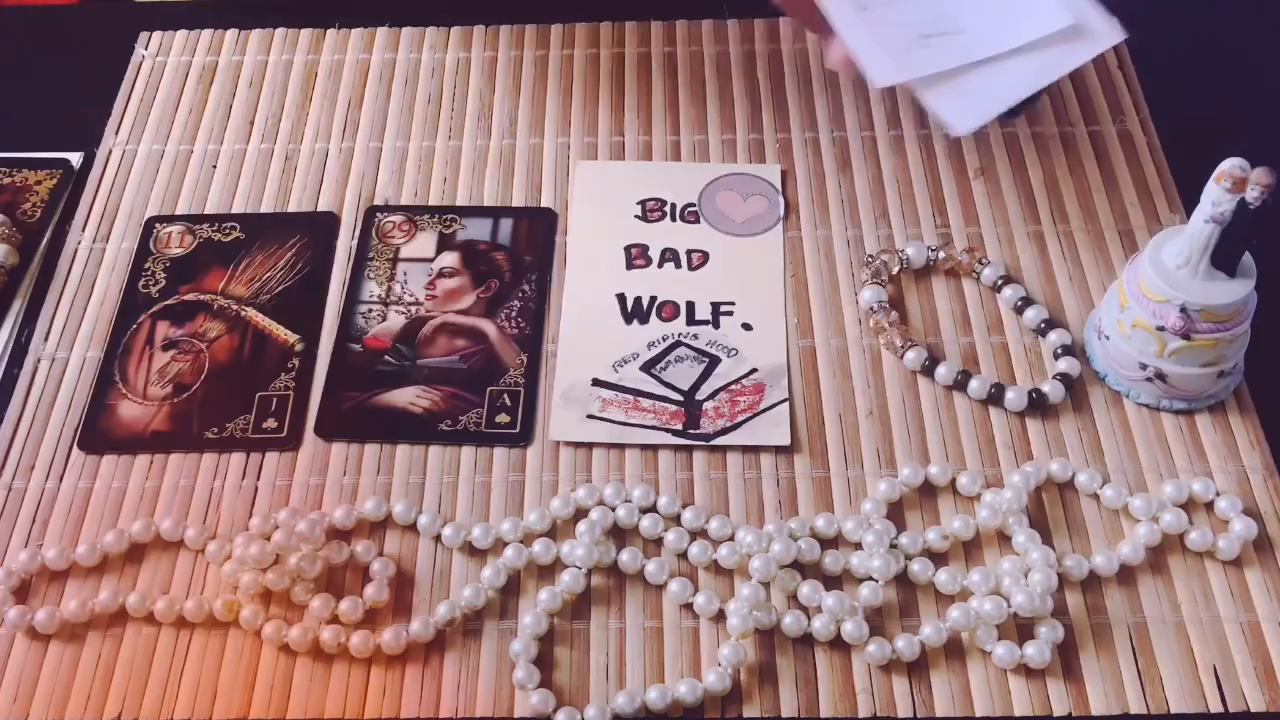 11
J
29
A
BIG
BAD
WOLF.
RED RIDING HOOD
WARNING